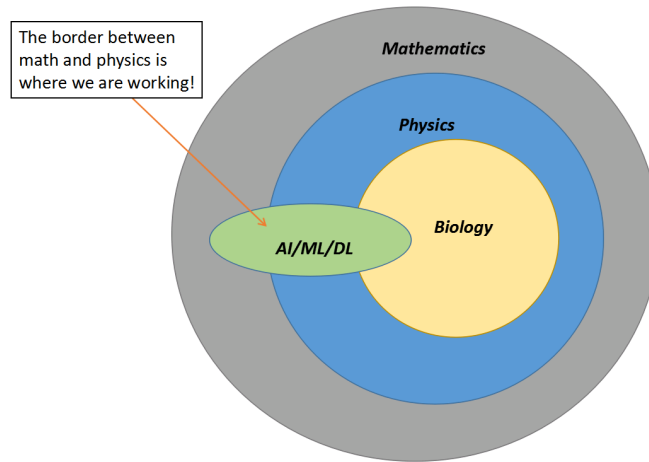 The border between
math and physics is
where we are working!
Mathematics
Physics
Biology
AI/ML/DL